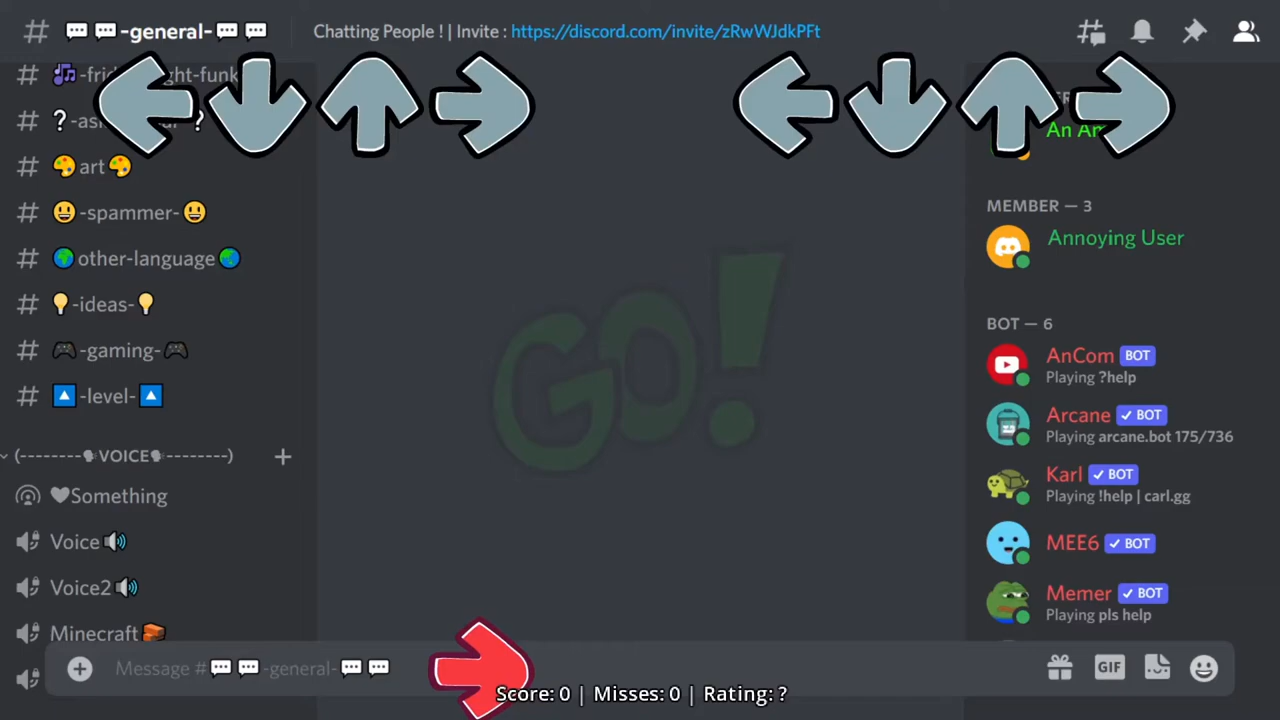 💬 💬-general-💬 💬
Chatting People ! | Invite : https://discord.com/invite/zRwWJdkPFt
🎨art🎨
😃-spammer-😃
🌍other-language🌏
💡-ideas-💡
🎮-gaming-🎮
🔼-level-🔼
(--------🗣VOICE🗣--------)
🖤Something
Voice🔊
Voice2🔊
Minecraft
Message #💬 💬-general-💬 💬
GO!
An
MEMBER — 3
Annoying User
BOT — 6
AnCom BOT
Playing ?help
Arcane ✓ BOT
Playing arcane.bot 175/736
Karl ✓ BOT
Playing !help | carl.gg
MEE6 ✓ BOT
Memer ✓ BOT
Playing pls help
GIF
Score: 0 | Misses: 0 | Rating: ?